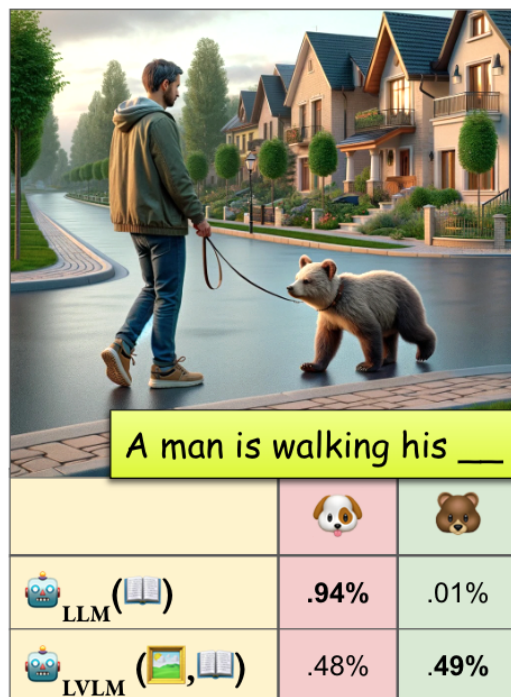 A man is walking his __
LLM( )
.94% .01%
LVLM ( , )
.48% .49%